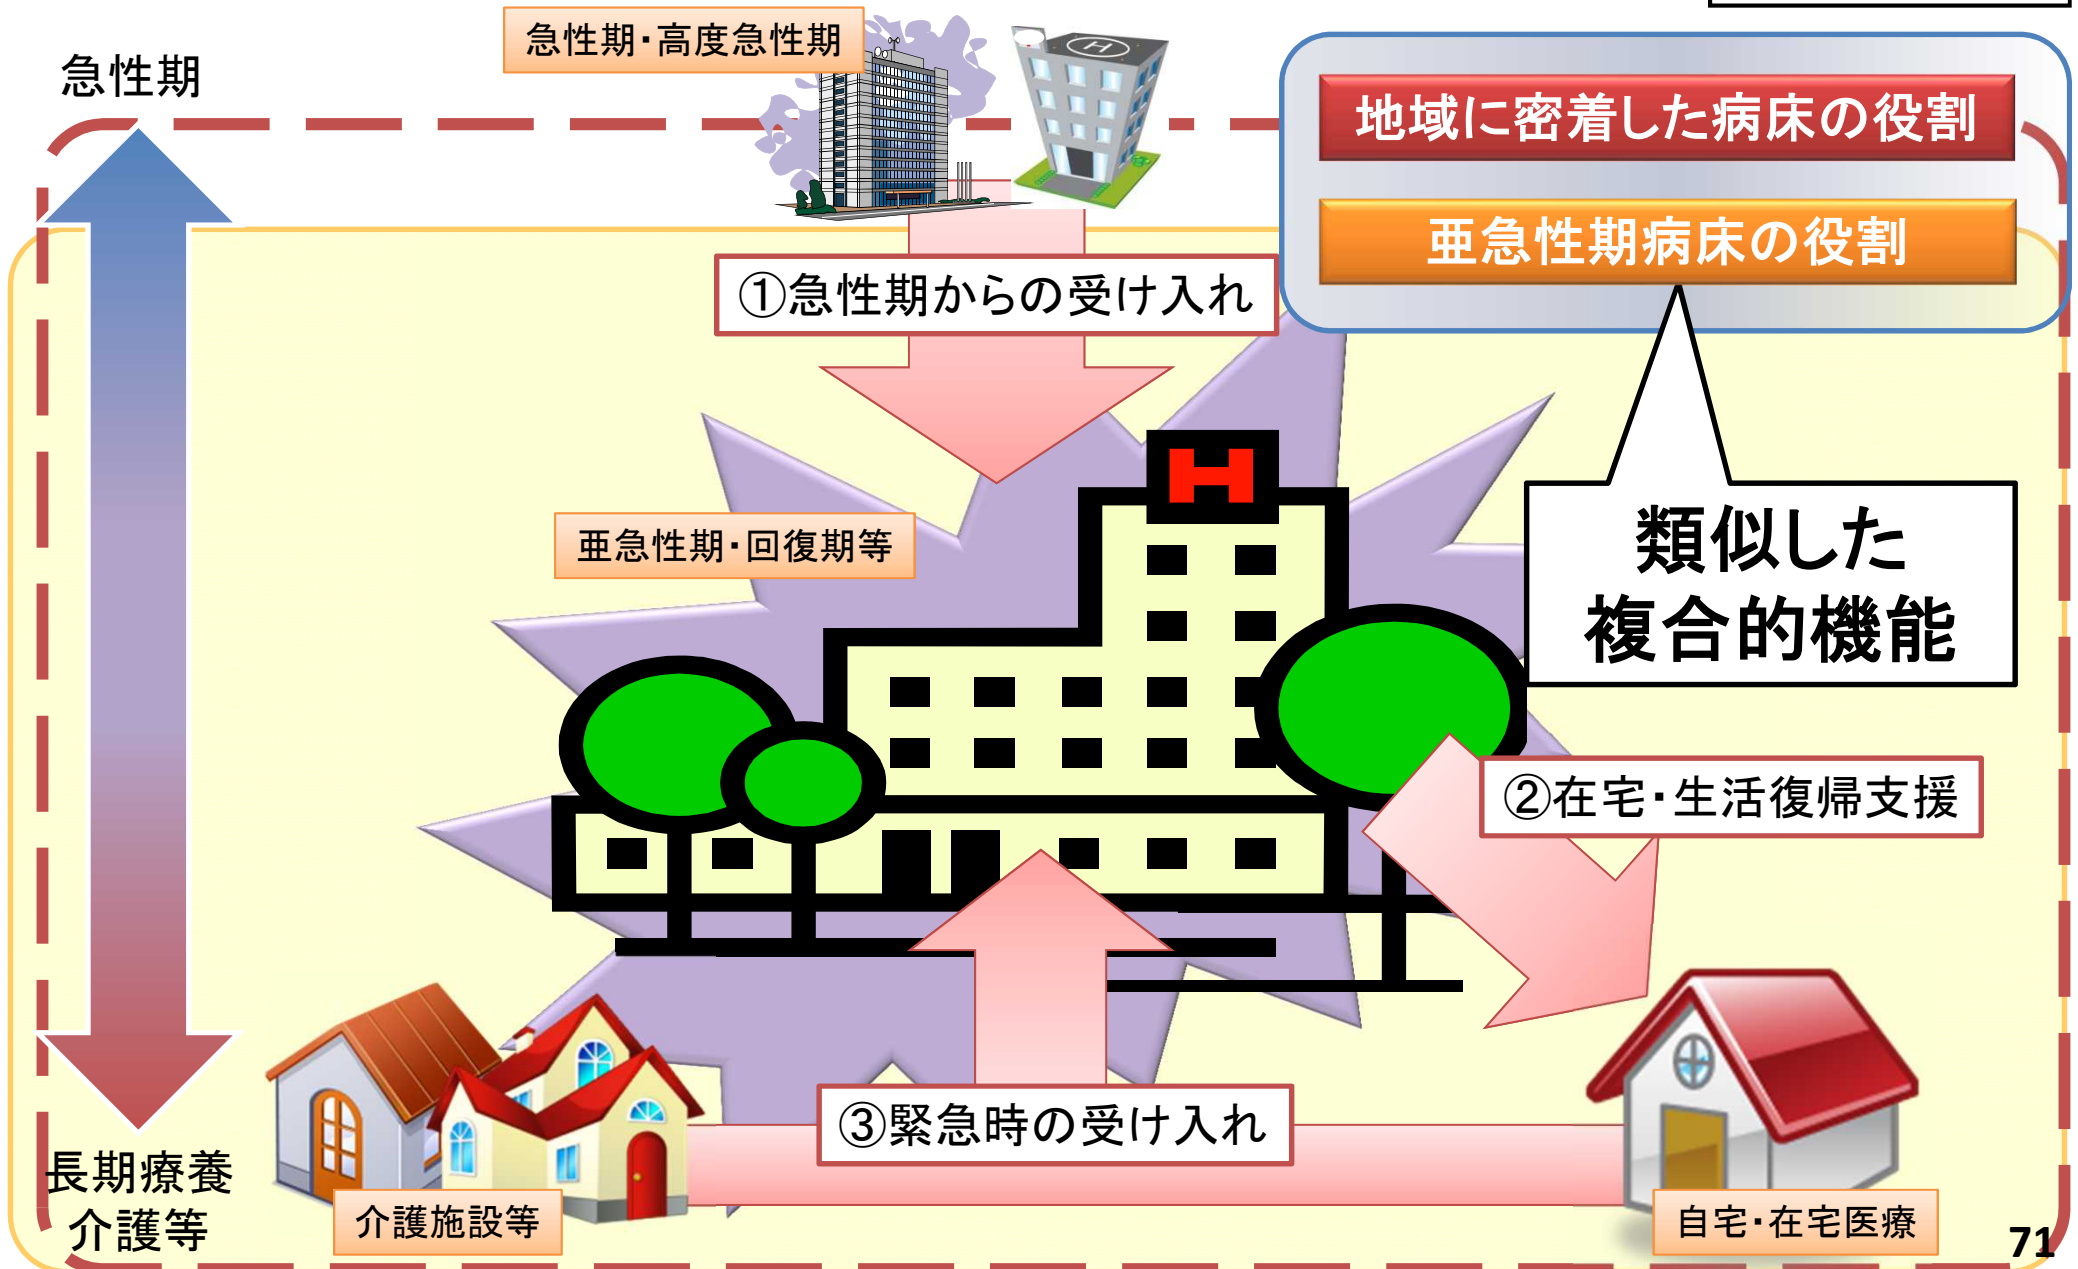 急性期・高度急性期
急性期
地域に密着した病床の役割
亜急性期病床の役割
①急性期からの受け入れ
H
H
亜急性期・回復期等
類似した
複合的機能
②在宅・生活復帰支援
③緊急時の受け入れ
長期療養
介護等
介護施設等
自宅・在宅医療
71